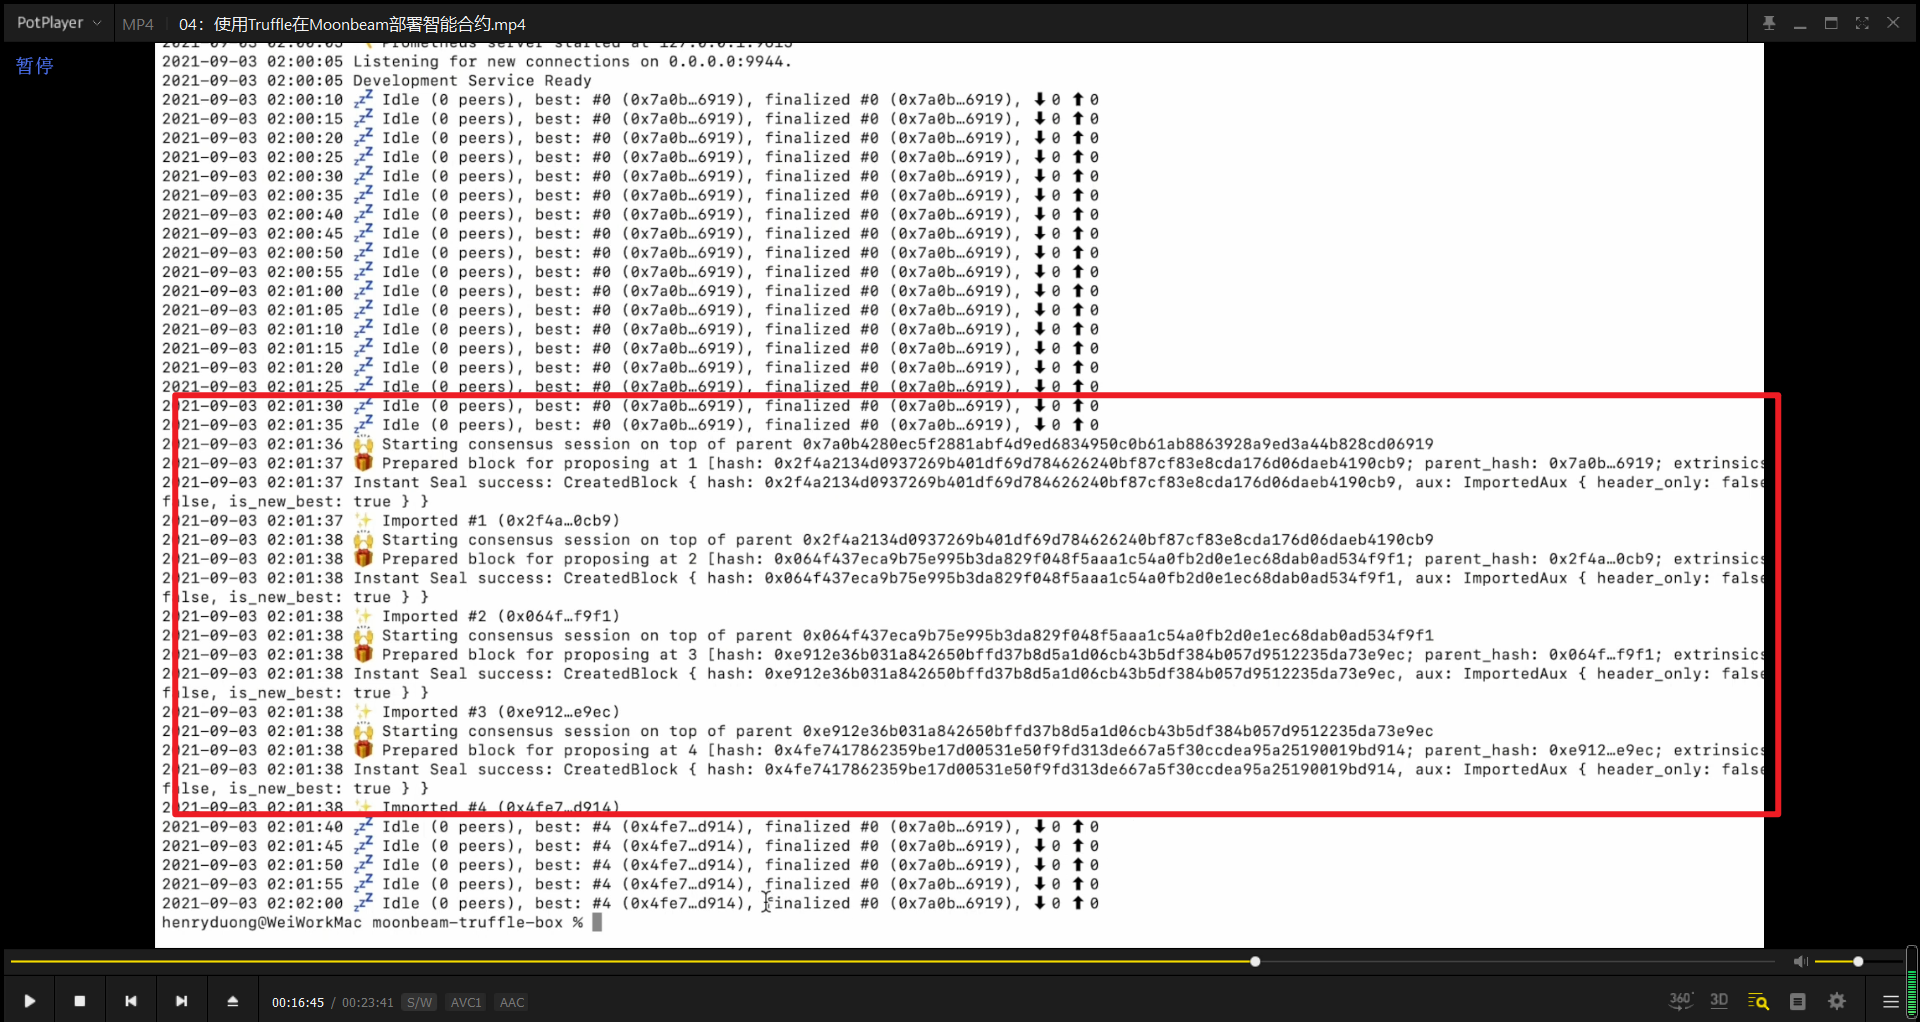 PotPlayer MP4 04：使用Truffle在Moonbeam部署智能合约.mp4
暂停
2021-09-03 02:00:05 Prometheus server started at 127.0.0.1:9615
2021-09-03 02:00:05 Listening for new connections on 0.0.0.0:9944.
2021-09-03 02:00:05 Development Service Ready
2021-09-03 02:00:10 💤 Idle (0 peers), best: #0 (0x7a0b…6919), finalized #0 (0x7a0b…6919), ⬇ 0 ⬆ 0
2021-09-03 02:00:15 💤 Idle (0 peers), best: #0 (0x7a0b…6919), finalized #0 (0x7a0b…6919), ⬇ 0 ⬆ 0
2021-09-03 02:00:20 💤 Idle (0 peers), best: #0 (0x7a0b…6919), finalized #0 (0x7a0b…6919), ⬇ 0 ⬆ 0
2021-09-03 02:00:25 💤 Idle (0 peers), best: #0 (0x7a0b…6919), finalized #0 (0x7a0b…6919), ⬇ 0 ⬆ 0
2021-09-03 02:00:30 💤 Idle (0 peers), best: #0 (0x7a0b…6919), finalized #0 (0x7a0b…6919), ⬇ 0 ⬆ 0
2021-09-03 02:00:35 💤 Idle (0 peers), best: #0 (0x7a0b…6919), finalized #0 (0x7a0b…6919), ⬇ 0 ⬆ 0
2021-09-03 02:00:40 💤 Idle (0 peers), best: #0 (0x7a0b…6919), finalized #0 (0x7a0b…6919), ⬇ 0 ⬆ 0
2021-09-03 02:00:45 💤 Idle (0 peers), best: #0 (0x7a0b…6919), finalized #0 (0x7a0b…6919), ⬇ 0 ⬆ 0
2021-09-03 02:00:50 💤 Idle (0 peers), best: #0 (0x7a0b…6919), finalized #0 (0x7a0b…6919), ⬇ 0 ⬆ 0
2021-09-03 02:00:55 💤 Idle (0 peers), best: #0 (0x7a0b…6919), finalized #0 (0x7a0b…6919), ⬇ 0 ⬆ 0
2021-09-03 02:01:00 💤 Idle (0 peers), best: #0 (0x7a0b…6919), finalized #0 (0x7a0b…6919), ⬇ 0 ⬆ 0
2021-09-03 02:01:05 💤 Idle (0 peers), best: #0 (0x7a0b…6919), finalized #0 (0x7a0b…6919), ⬇ 0 ⬆ 0
2021-09-03 02:01:10 💤 Idle (0 peers), best: #0 (0x7a0b…6919), finalized #0 (0x7a0b…6919), ⬇ 0 ⬆ 0
2021-09-03 02:01:15 💤 Idle (0 peers), best: #0 (0x7a0b…6919), finalized #0 (0x7a0b…6919), ⬇ 0 ⬆ 0
2021-09-03 02:01:20 💤 Idle (0 peers), best: #0 (0x7a0b…6919), finalized #0 (0x7a0b…6919), ⬇ 0 ⬆ 0
2021-09-03 02:01:25 💤 Idle (0 peers), best: #0 (0x7a0b…6919), finalized #0 (0x7a0b…6919), ⬇ 0 ⬆ 0
2021-09-03 02:01:30 💤 Idle (0 peers), best: #0 (0x7a0b…6919), finalized #0 (0x7a0b…6919), ⬇ 0 ⬆ 0
2021-09-03 02:01:35 💤 Idle (0 peers), best: #0 (0x7a0b…6919), finalized #0 (0x7a0b…6919), ⬇ 0 ⬆ 0
2021-09-03 02:01:36 🙌 Starting consensus session on top of parent 0x7a0b4280ec5f2881abf4d9ed6834950c0b61ab8863928a9ed3a44b828cd06919
2021-09-03 02:01:37 🎁 Prepared block for proposing at 1 [hash: 0x2f4a2134d0937269b401df69d784626240bf87cf83e8cda176d06daeb4190cb9; parent_hash: 0x7a0b…6919; extrinsics
2021-09-03 02:01:37 Instant Seal success: CreatedBlock { hash: 0x2f4a2134d0937269b401df69d784626240bf87cf83e8cda176d06daeb4190cb9, aux: ImportedAux { header_only: false
false, is_new_best: true } }
2021-09-03 02:01:37 ✨ Imported #1 (0x2f4a…0cb9)
2021-09-03 02:01:38 🙌 Starting consensus session on top of parent 0x2f4a2134d0937269b401df69d784626240bf87cf83e8cda176d06daeb4190cb9
2021-09-03 02:01:38 🎁 Prepared block for proposing at 2 [hash: 0x064f437eca9b75e995b3da829f048f5aaa1c54a0fb2d0e1ec68dab0ad534f9f1; parent_hash: 0x2f4a…0cb9; extrinsics
2021-09-03 02:01:38 Instant Seal success: CreatedBlock { hash: 0x064f437eca9b75e995b3da829f048f5aaa1c54a0fb2d0e1ec68dab0ad534f9f1, aux: ImportedAux { header_only: false
false, is_new_best: true } }
2021-09-03 02:01:38 ✨ Imported #2 (0x064f…f9f1)
2021-09-03 02:01:38 🙌 Starting consensus session on top of parent 0x064f437eca9b75e995b3da829f048f5aaa1c54a0fb2d0e1ec68dab0ad534f9f1
2021-09-03 02:01:38 🎁 Prepared block for proposing at 3 [hash: 0xe912e36b031a842650bffd37b8d5a1d06cb43b5df384b057d9512235da73e9ec; parent_hash: 0x064f…f9f1; extrinsics
2021-09-03 02:01:38 Instant Seal success: CreatedBlock { hash: 0xe912e36b031a842650bffd37b8d5a1d06cb43b5df384b057d9512235da73e9ec, aux: ImportedAux { header_only: false
false, is_new_best: true } }
2021-09-03 02:01:38 ✨ Imported #3 (0xe912…e9ec)
2021-09-03 02:01:38 🙌 Starting consensus session on top of parent 0xe912e36b031a842650bffd37b8d5a1d06cb43b5df384b057d9512235da73e9ec
2021-09-03 02:01:38 🎁 Prepared block for proposing at 4 [hash: 0x4fe7417862359be17d00531e50f9fd313de667a5f30ccdea95a25190019bd914; parent_hash: 0xe912…e9ec; extrinsics
2021-09-03 02:01:38 Instant Seal success: CreatedBlock { hash: 0x4fe7417862359be17d00531e50f9fd313de667a5f30ccdea95a25190019bd914, aux: ImportedAux { header_only: false
false, is_new_best: true } }
2021-09-03 02:01:38 ✨ Imported #4 (0x4fe7…d914)
2021-09-03 02:01:40 💤 Idle (0 peers), best: #4 (0x4fe7…d914), finalized #0 (0x7a0b…6919), ⬇ 0 ⬆ 0
2021-09-03 02:01:45 💤 Idle (0 peers), best: #4 (0x4fe7…d914), finalized #0 (0x7a0b…6919), ⬇ 0 ⬆ 0
2021-09-03 02:01:50 💤 Idle (0 peers), best: #4 (0x4fe7…d914), finalized #0 (0x7a0b…6919), ⬇ 0 ⬆ 0
2021-09-03 02:01:55 💤 Idle (0 peers), best: #4 (0x4fe7…d914), finalized #0 (0x7a0b…6919), ⬇ 0 ⬆ 0
2021-09-03 02:02:00 💤 Idle (0 peers), best: #4 (0x4fe7…d914), finalized #0 (0x7a0b…6919), ⬇ 0 ⬆ 0
henryduong@WeiWorkMac moonbeam-truffle-box %
00:16:45 / 00:23:41 S/W AVC1 AAC 360° 3D